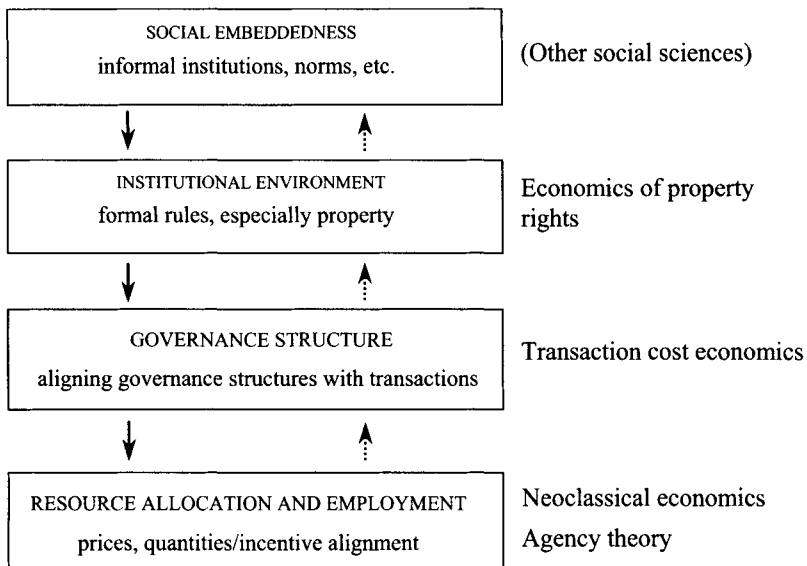 SOCIAL EMBEDDEDNESS
informal institutions, norms, etc.
(Other social sciences)
INSTITUTIONAL ENVIRONMENT
formal rules, especially property
Economics of property
rights
GOVERNANCE STRUCTURE
aligning governance structures with transactions
Transaction cost economics
RESOURCE ALLOCATION AND EMPLOYMENT
prices, quantities/incentive alignment
Neoclassical economics
Agency theory